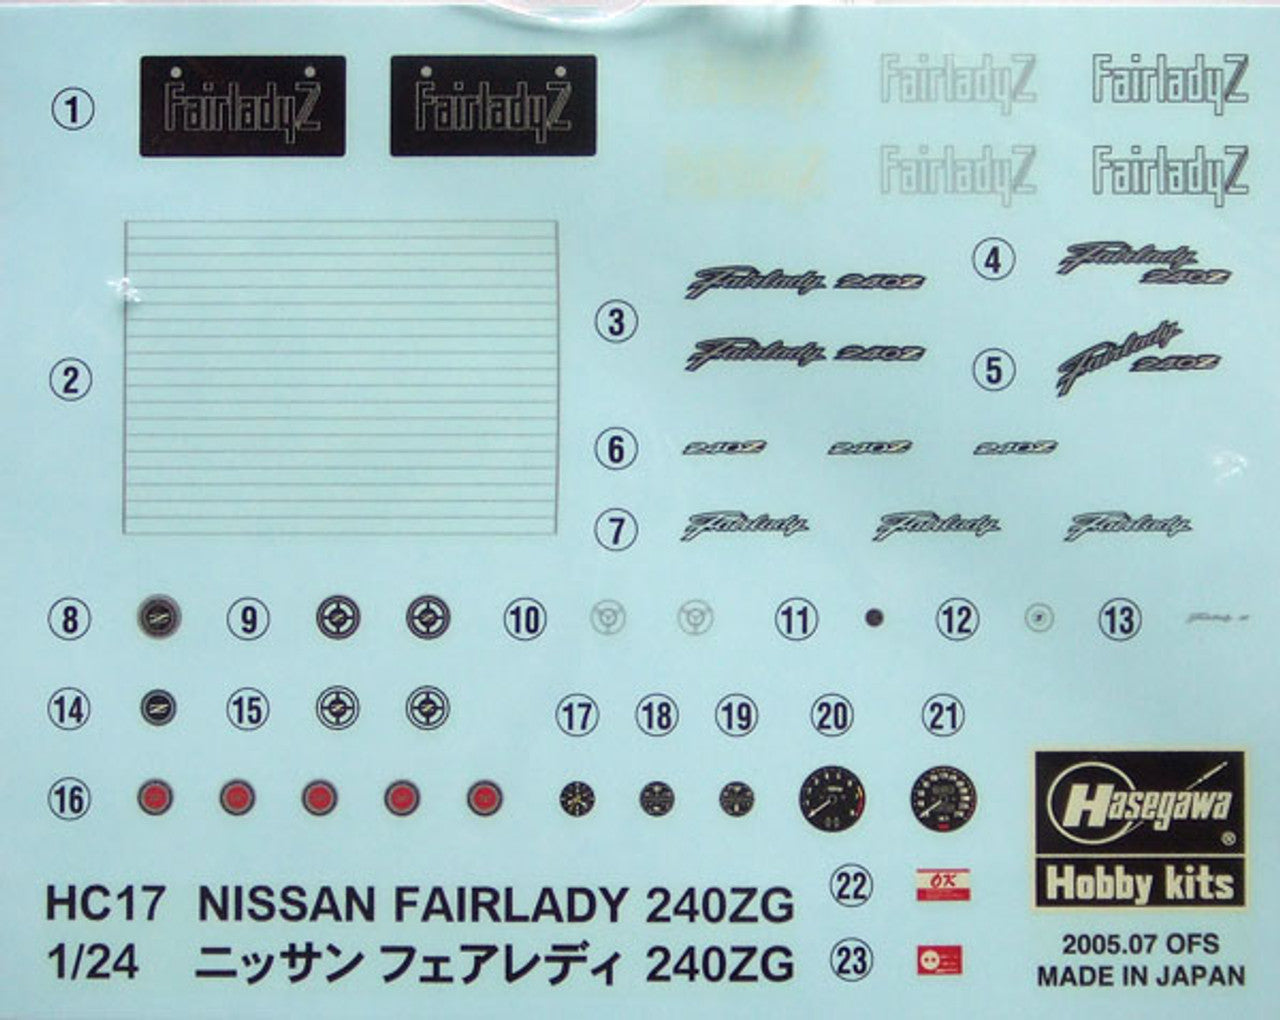 ① FairladyZ FairladyZ FairladyZ FairladyZ
FairladyZ FairladyZ
②
③ Fairlady 240Z
Fairlady 240Z
④ Fairlady 240Z
⑤ Fairlady 240Z
⑥ 240Z 240Z 240Z
⑦ Fairlady Fairlady Fairlady
⑧ Z ⑨ Z Z ⑩ ⑪ ⑫ ⑬
⑭ Z ⑮ Z Z ⑰ ⑱ ⑲ ⑳ ㉑
⑯
HC17 NISSAN FAIRLADY 240ZG
1/24 ニッサン フェアレディ 240ZG
㉒ OK
㉓
Hasegawa®
Hobby kits
2005.07 OFS
MADE IN JAPAN